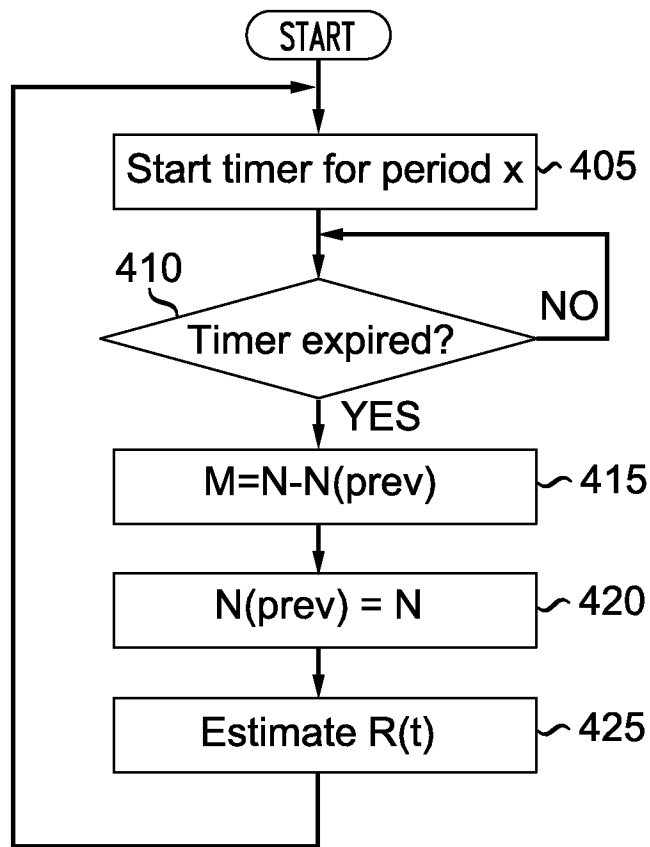 START
Start timer for period x
405
410
Timer expired?
NO
YES
M=N-N(prev)
415
N(prev) = N
420
Estimate R(t)
425